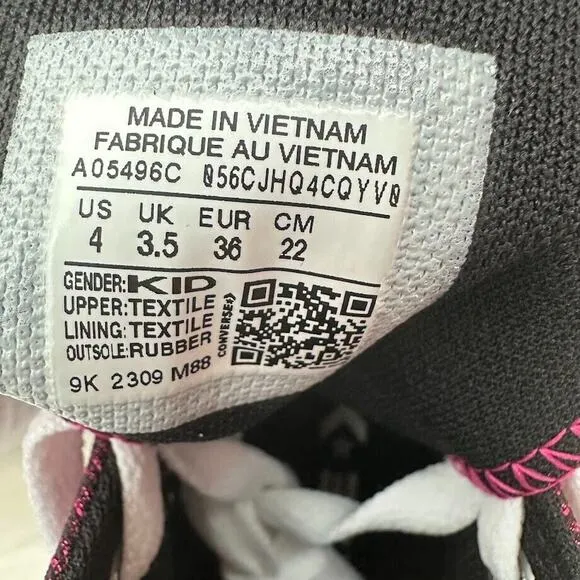 MADE IN VIETNAM
FABRIQUE AU VIETNAM
A05496C 056CJHQ4CQYV0
US UK EUR CM
4 3.5 36 22
GENDER:KID
UPPER:TEXTILE
LINING:TEXTILE
OUTSOLE:RUBBER
CONVERSE
9K 2309 M88